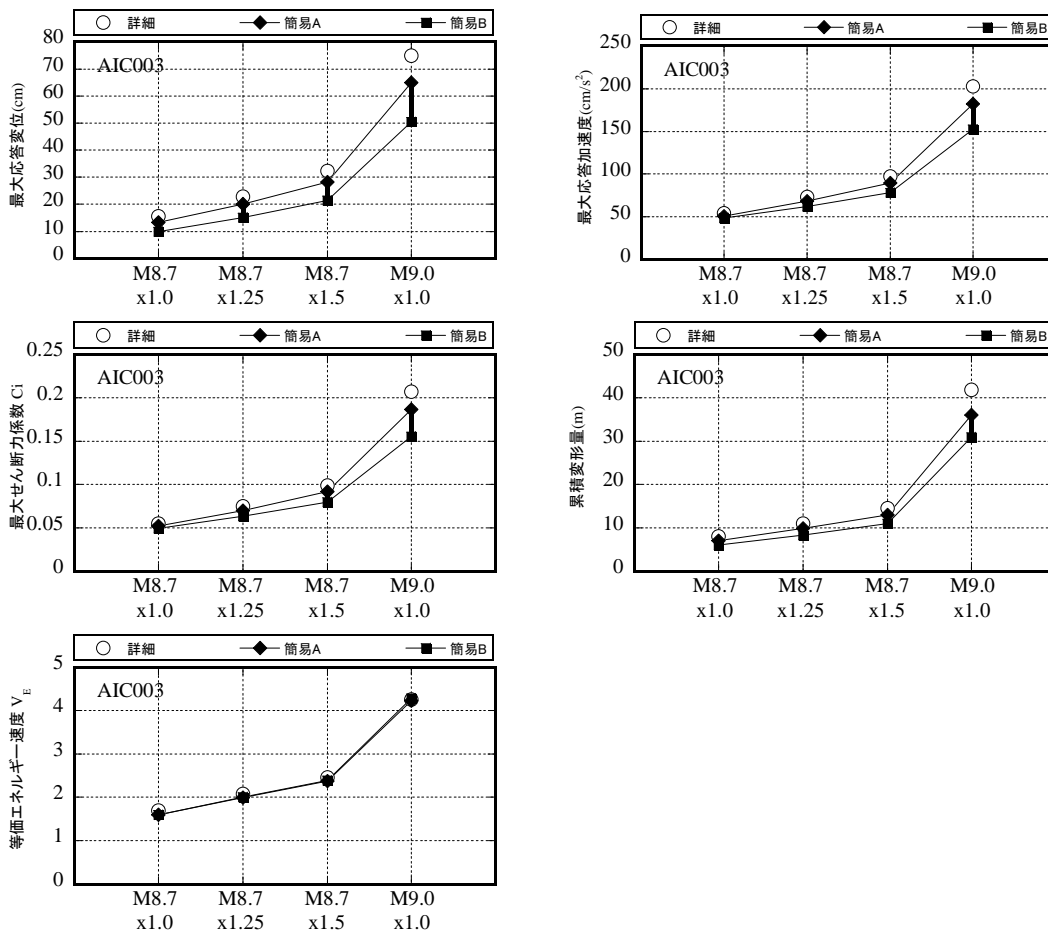 詳細 簡易A 簡易B
最大応答変位(cm)
80
70
60
50
40
30
20
10
0
AIC003
M8.7 M8.7 M8.7 M9.0
x1.0 x1.25 x1.5 x1.0
詳細 簡易A 簡易B
最大応答加速度(cm/s²)
250
200
150
100
50
0
AIC003
M8.7 M8.7 M8.7 M9.0
x1.0 x1.25 x1.5 x1.0
詳細 簡易A 簡易B
最大せん断力係数 Ci
0.25
0.2
0.15
0.1
0.05
0
AIC003
M8.7 M8.7 M8.7 M9.0
x1.0 x1.25 x1.5 x1.0
詳細 簡易A 簡易B
累積変形量(m)
50
40
30
20
10
0
AIC003
M8.7 M8.7 M8.7 M9.0
x1.0 x1.25 x1.5 x1.0
詳細 簡易A 簡易B
等価エネルギー速度 VE
5
4
3
2
1
0
AIC003
M8.7 M8.7 M8.7 M9.0
x1.0 x1.25 x1.5 x1.0